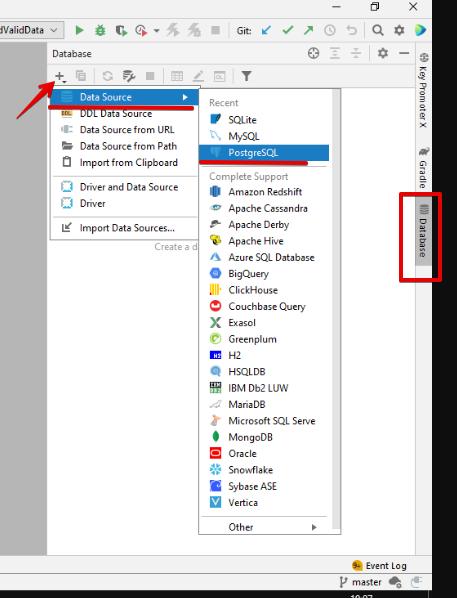 dValidData
Git:
Database
Key Promoter X
Gradle
Database
Data Source
DDL Data Source
Data Source from URL
Data Source from Path
Import from Clipboard
Driver and Data Source
Driver
Import Data Sources...
Create a d
Recent
SQLite
MySQL
PostgreSQL
Complete Support
Amazon Redshift
Apache Cassandra
Apache Derby
Apache Hive
Azure SQL Database
BigQuery
ClickHouse
Couchbase Query
Exasol
Greenplum
H2
HSQLDB
IBM Db2 LUW
MariaDB
Microsoft SQL Serve
MongoDB
Oracle
Snowflake
Sybase ASE
Vertica
Other
Event Log
master